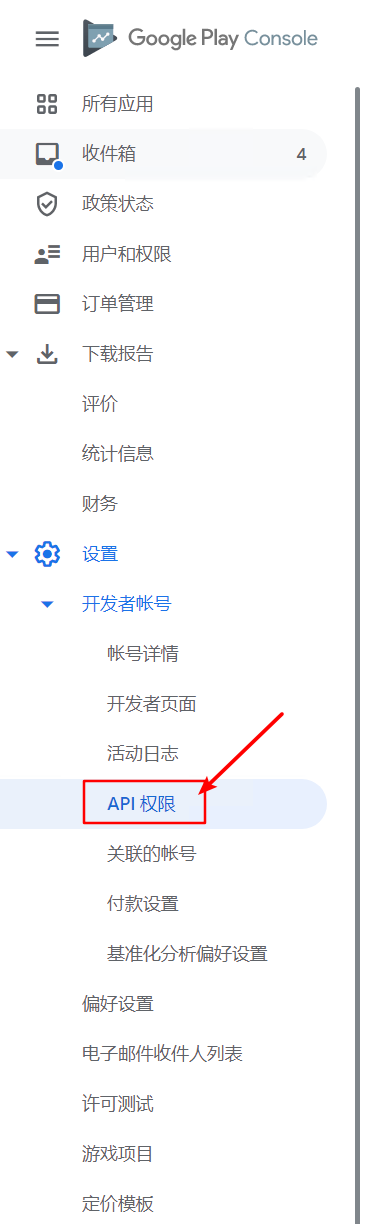 Google Play Console
所有应用
收件箱 4
政策状态
用户和权限
订单管理
下载报告
评价
统计信息
财务
设置
开发者帐号
帐号详情
开发者页面
活动日志
API 权限
关联的帐号
付款设置
基准化分析偏好设置
偏好设置
电子邮件收件人列表
许可测试
游戏项目
定价模板